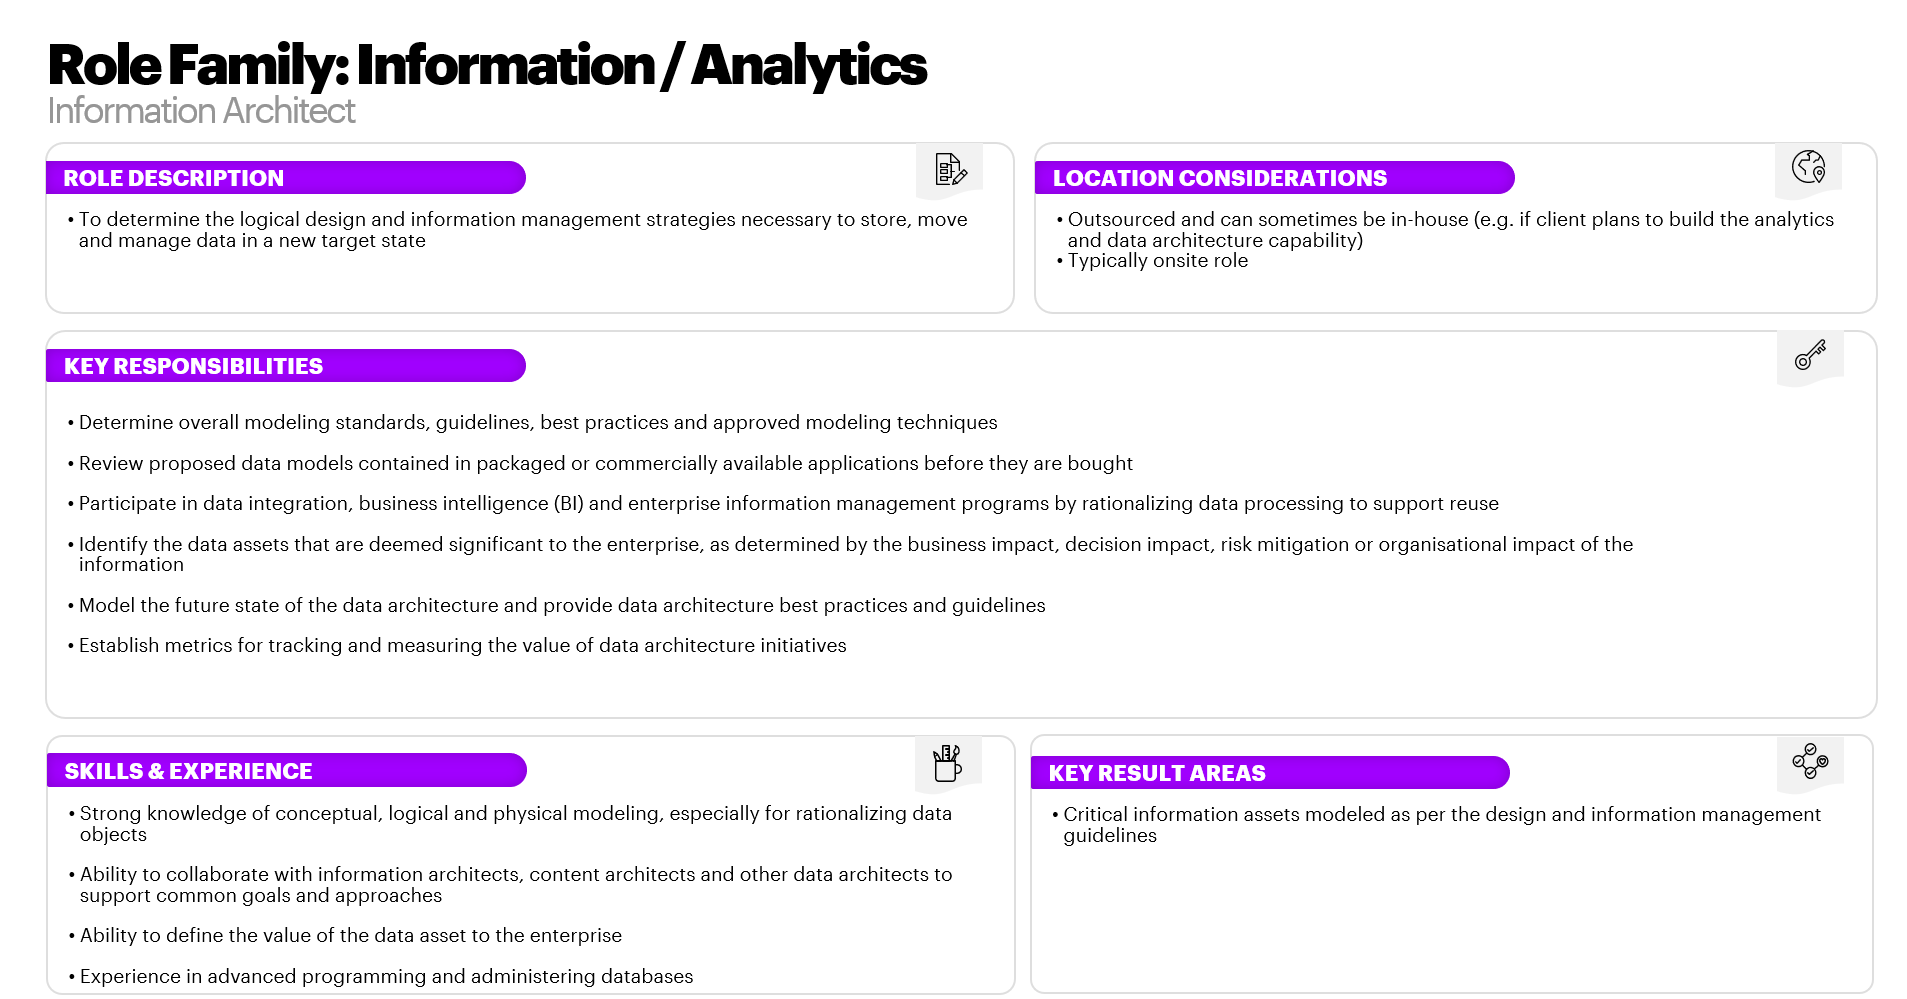 Role Family: Information / Analytics
Information Architect
ROLE DESCRIPTION
• To determine the logical design and information management strategies necessary to store, move
and manage data in a new target state
LOCATION CONSIDERATIONS
• Outsourced and can sometimes be in-house (e.g. if client plans to build the analytics
and data architecture capability)
• Typically onsite role
KEY RESPONSIBILITIES
• Determine overall modeling standards, guidelines, best practices and approved modeling techniques
• Review proposed data models contained in packaged or commercially available applications before they are bought
• Participate in data integration, business intelligence (BI) and enterprise information management programs by rationalizing data processing to support reuse
• Identify the data assets that are deemed significant to the enterprise, as determined by the business impact, decision impact, risk mitigation or organisational impact of the
information
• Model the future state of the data architecture and provide data architecture best practices and guidelines
• Establish metrics for tracking and measuring the value of data architecture initiatives
SKILLS & EXPERIENCE
• Strong knowledge of conceptual, logical and physical modeling, especially for rationalizing data
objects
• Ability to collaborate with information architects, content architects and other data architects to
support common goals and approaches
• Ability to define the value of the data asset to the enterprise
• Experience in advanced programming and administering databases
KEY RESULT AREAS
• Critical information assets modeled as per the design and information management
guidelines